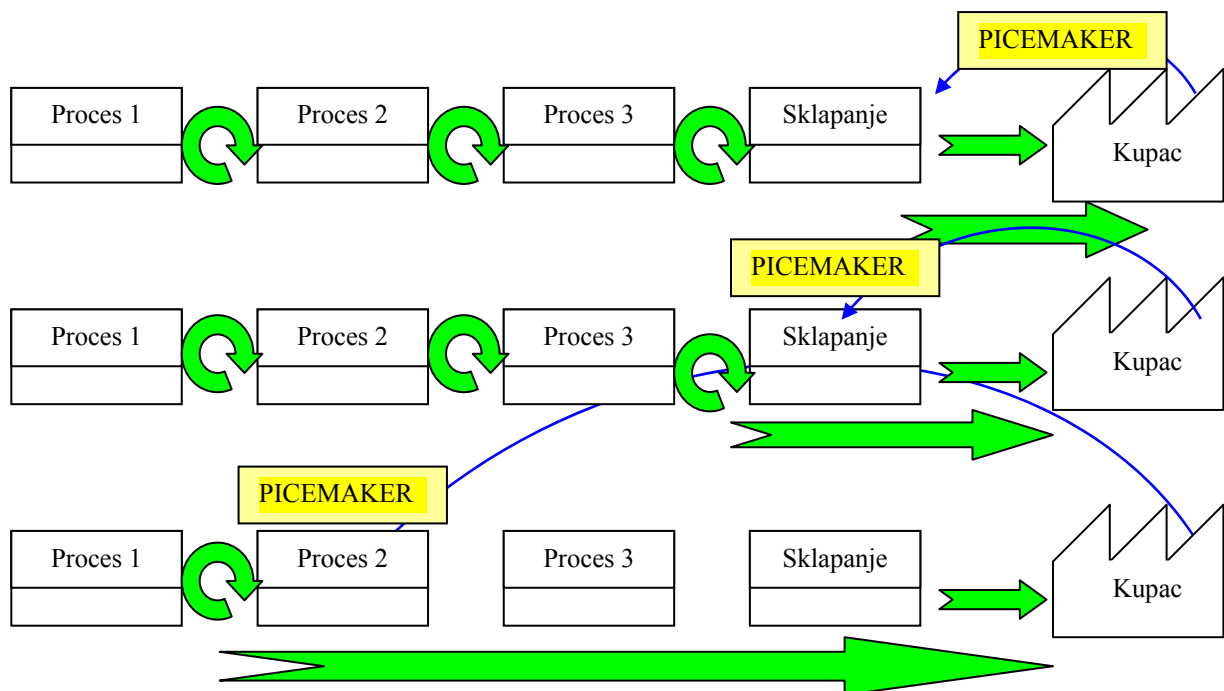 PICEMAKER
Proces 1
Proces 2
Proces 3
Sklapanje
Kupac
PICEMAKER
Proces 1
Proces 2
Proces 3
Sklapanje
Kupac
PICEMAKER
Proces 1
Proces 2
Proces 3
Sklapanje
Kupac